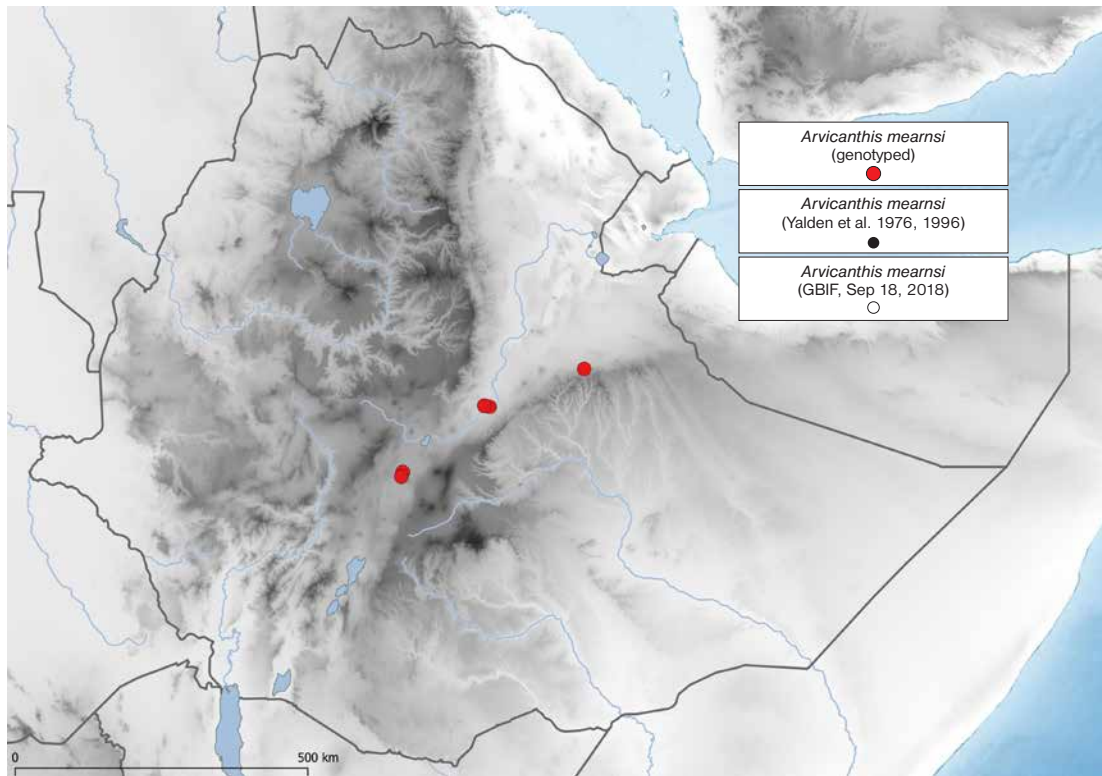 Arvicanthis mearnsi
(genotyped)
Arvicanthis mearnsi
(Yalden et al. 1976, 1996)
Arvicanthis mearnsi
(GBIF, Sep 18, 2018)
0 500 km